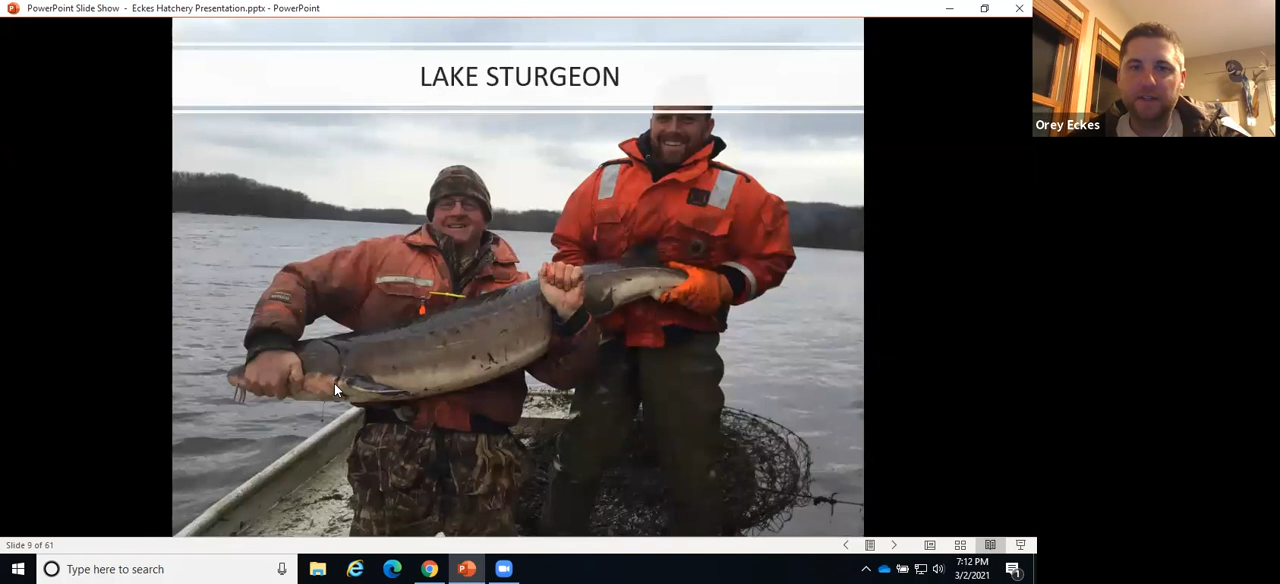 PowerPoint Slide Show - Eckes Hatchery Presentation.pptx - PowerPoint
LAKE STURGEON
Orey Eckes
Slide 9 of 61
Type here to search
7:12 PM
3/2/2021
1